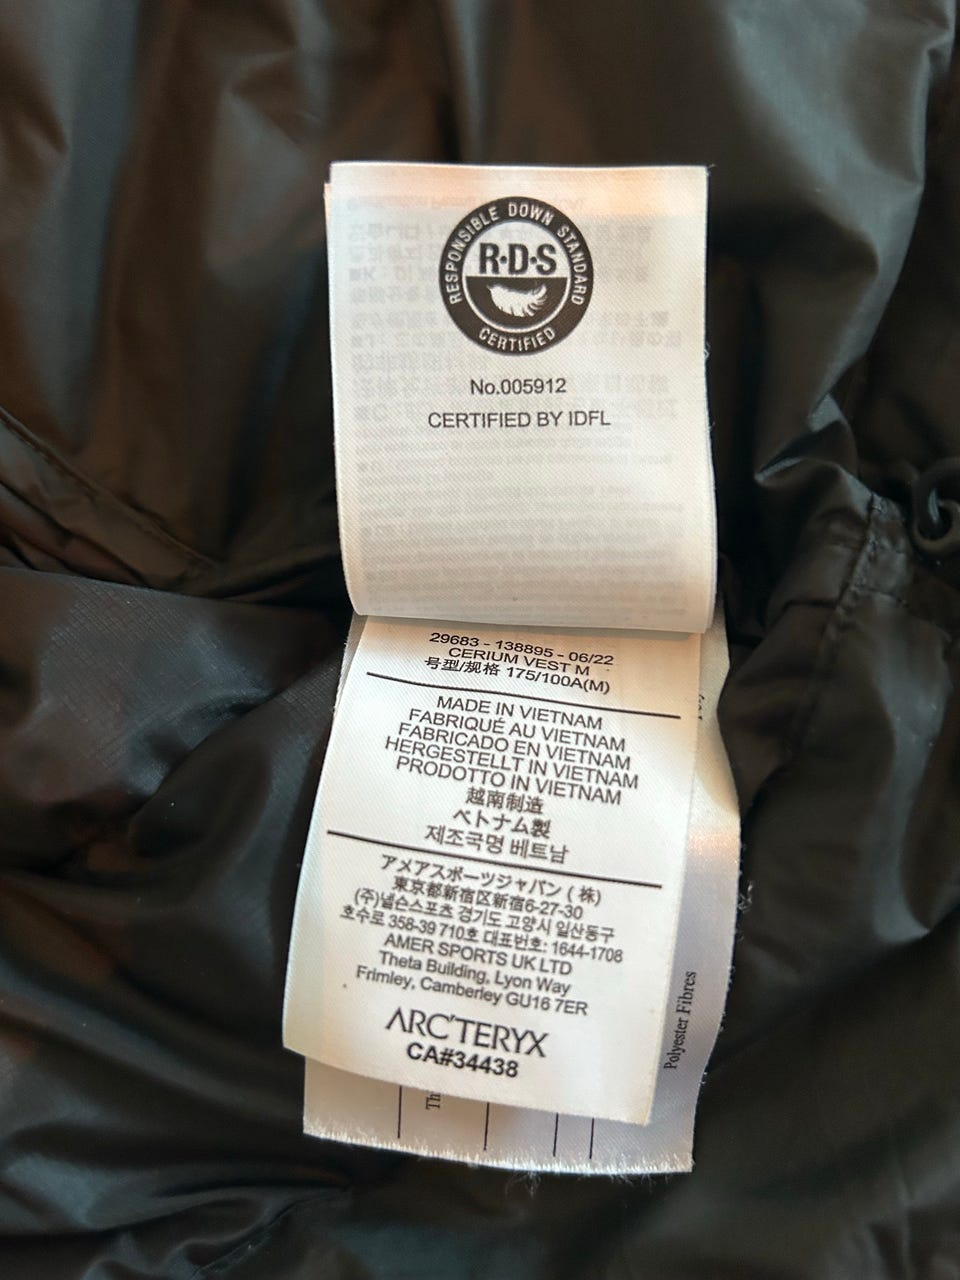 RESPONSIBLE DOWN STANDARD
R·D·S
CERTIFIED
No.005912
CERTIFIED BY IDFL
29683 - 138895 - 06/22
CERIUM VEST M
号型/规格 175/100A(M)
MADE IN VIETNAM
FABRIQUÉ AU VIETNAM
FABRICADO EN VIETNAM
HERGESTELLT IN VIETNAM
PRODOTTO IN VIETNAM
越南制造
ベトナム製
제조국명 베트남
アメアスポーツジャパン ( 株)
東京都新宿区新宿6-27-30
(주)넬슨스포츠 경기도 고양시 일산동구
호수로 358-39 710호 대표번호: 1644-1708
AMER SPORTS UK LTD
Theta Building, Lyon Way
Frimley, Camberley GU16 7ER
ARC'TERYX
CA#34438
Polyester Fibres